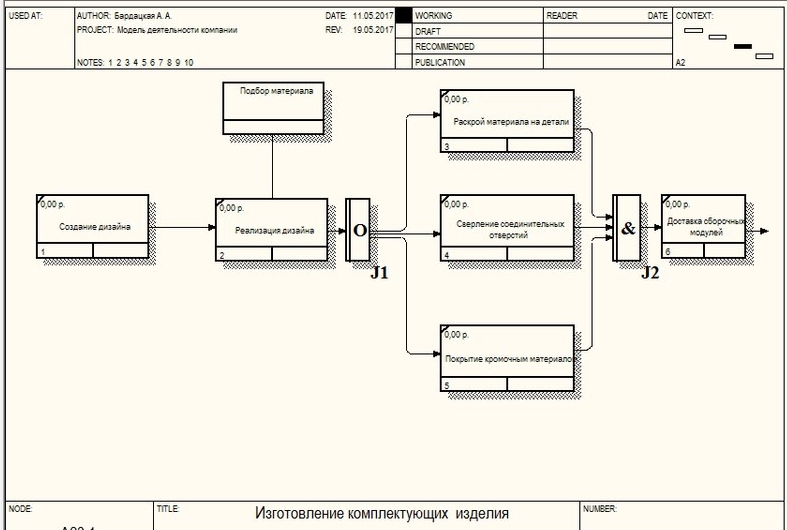 USED AT:
AUTHOR: Бардацкая А. А.
DATE: 11.05.2017
WORKING
READER
DATE
CONTEXT:
PROJECT: Модель деятельности компании
REV: 19.05.2017
DRAFT
RECOMMENDED
NOTES: 1 2 3 4 5 6 7 8 9 10
PUBLICATION
A2
Подбор материала
0,00 р.
Раскрой материала на детали
3
0,00 р.
Создание дизайна
1
0,00 р.
Реализация дизайна
2
O
J1
0,00 р.
Сверление соединительных
отверстий
4
&
J2
0,00 р.
Доставка сборочных
модулей
6
0,00 р.
Покрытие кромочным материалом
5
NODE:
TITLE:
Изготовление комплектующих изделия
NUMBER: